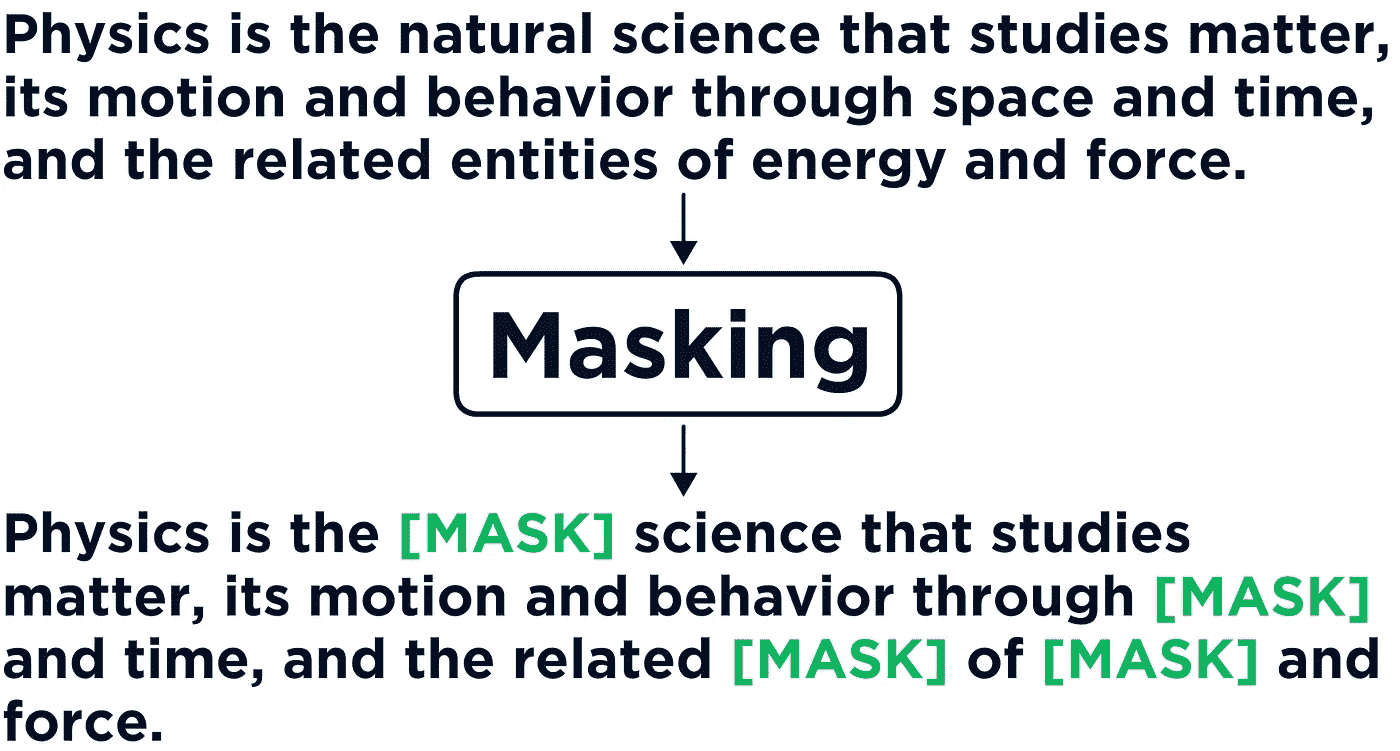 Physics is the natural science that studies matter,
its motion and behavior through space and time,
and the related entities of energy and force.
Masking
Physics is the [MASK] science that studies
matter, its motion and behavior through [MASK]
and time, and the related [MASK] of [MASK] and
force.